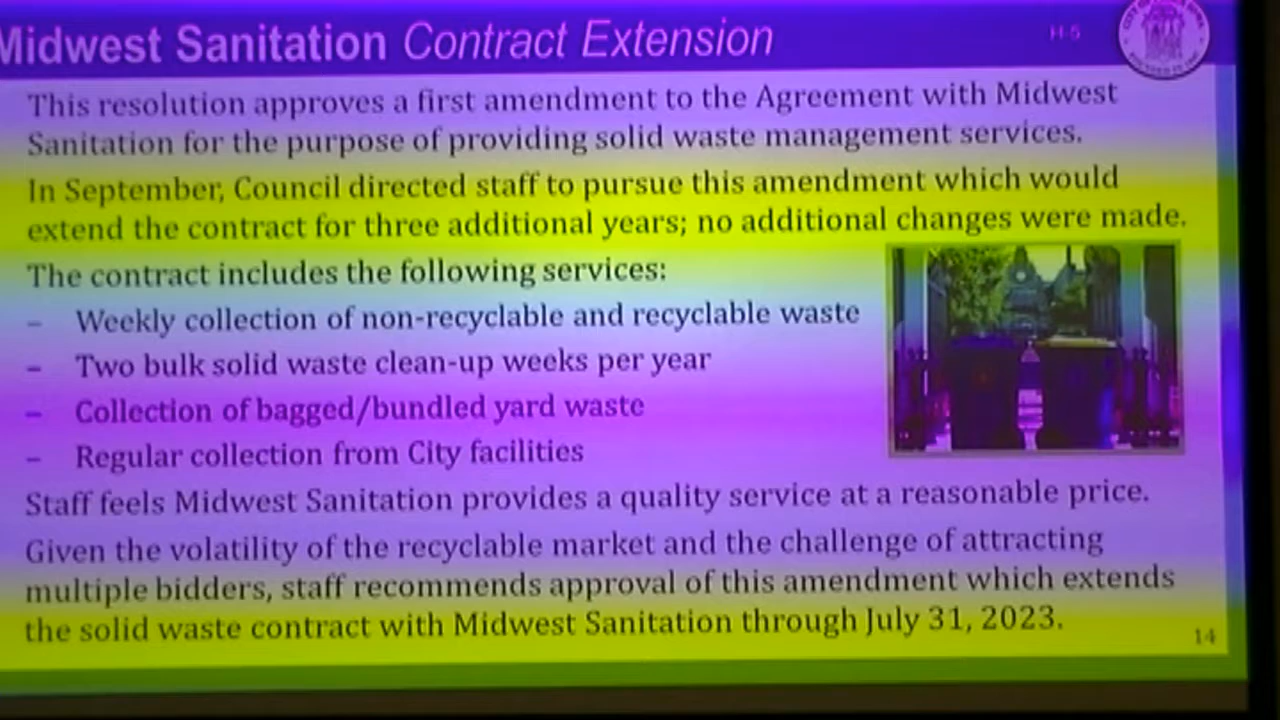 Midwest Sanitation Contract Extension
H-5
This resolution approves a first amendment to the Agreement with Midwest
Sanitation for the purpose of providing solid waste management services.
In September, Council directed staff to pursue this amendment which would
extend the contract for three additional years; no additional changes were made.
The contract includes the following services:
– Weekly collection of non-recyclable and recyclable waste
– Two bulk solid waste clean-up weeks per year
– Collection of bagged/bundled yard waste
– Regular collection from City facilities
Staff feels Midwest Sanitation provides a quality service at a reasonable price.
Given the volatility of the recyclable market and the challenge of attracting
multiple bidders, staff recommends approval of this amendment which extends
the solid waste contract with Midwest Sanitation through July 31, 2023.
14